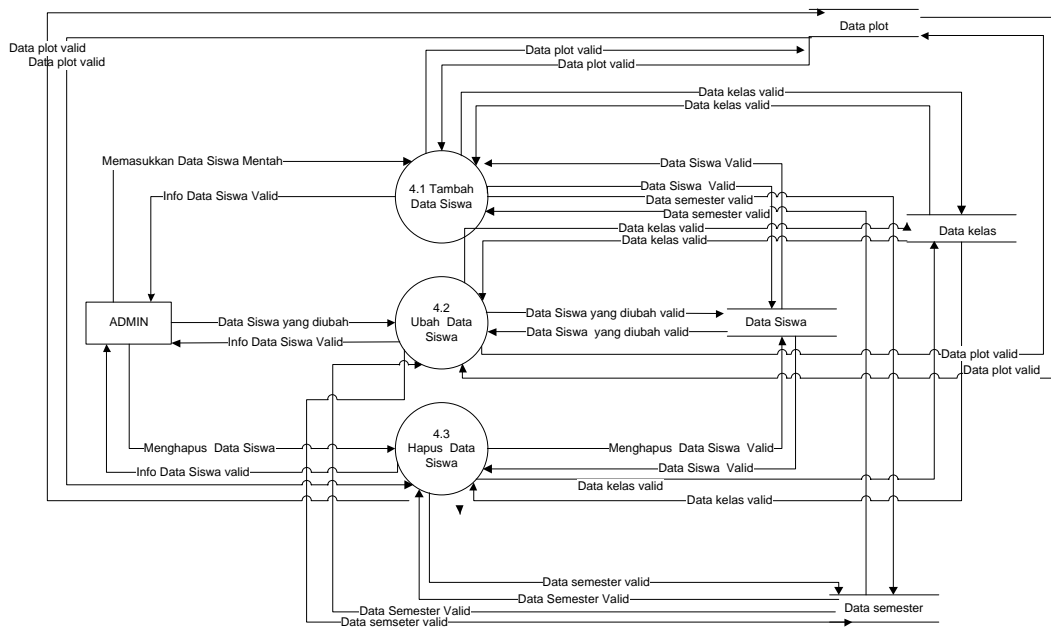 Data plot
Data plot valid
Data plot valid
Data plot valid
Data plot valid
Data kelas valid
Data kelas valid
Memasukkan Data Siswa Mentah
Data Siswa Valid
4.1 Tambah
Data Siswa
Info Data Siswa Valid
Data Siswa Valid
Data semester valid
Data semester valid
Data kelas valid
Data kelas valid
Data kelas
ADMIN
4.2
Ubah Data
Siswa
Data Siswa yang diubah
Info Data Siswa Valid
Data Siswa yang diubah valid
Data Siswa yang diubah valid
Data Siswa
Data plot valid
Data plot valid
4.3
Hapus Data
Siswa
Menghapus Data Siswa
Info Data Siswa valid
Menghapus Data Siswa Valid
Data Siswa Valid
Data kelas valid
Data kelas valid
Data semester valid
Data Semester Valid
Data Semester Valid
Data semseter valid
Data semester